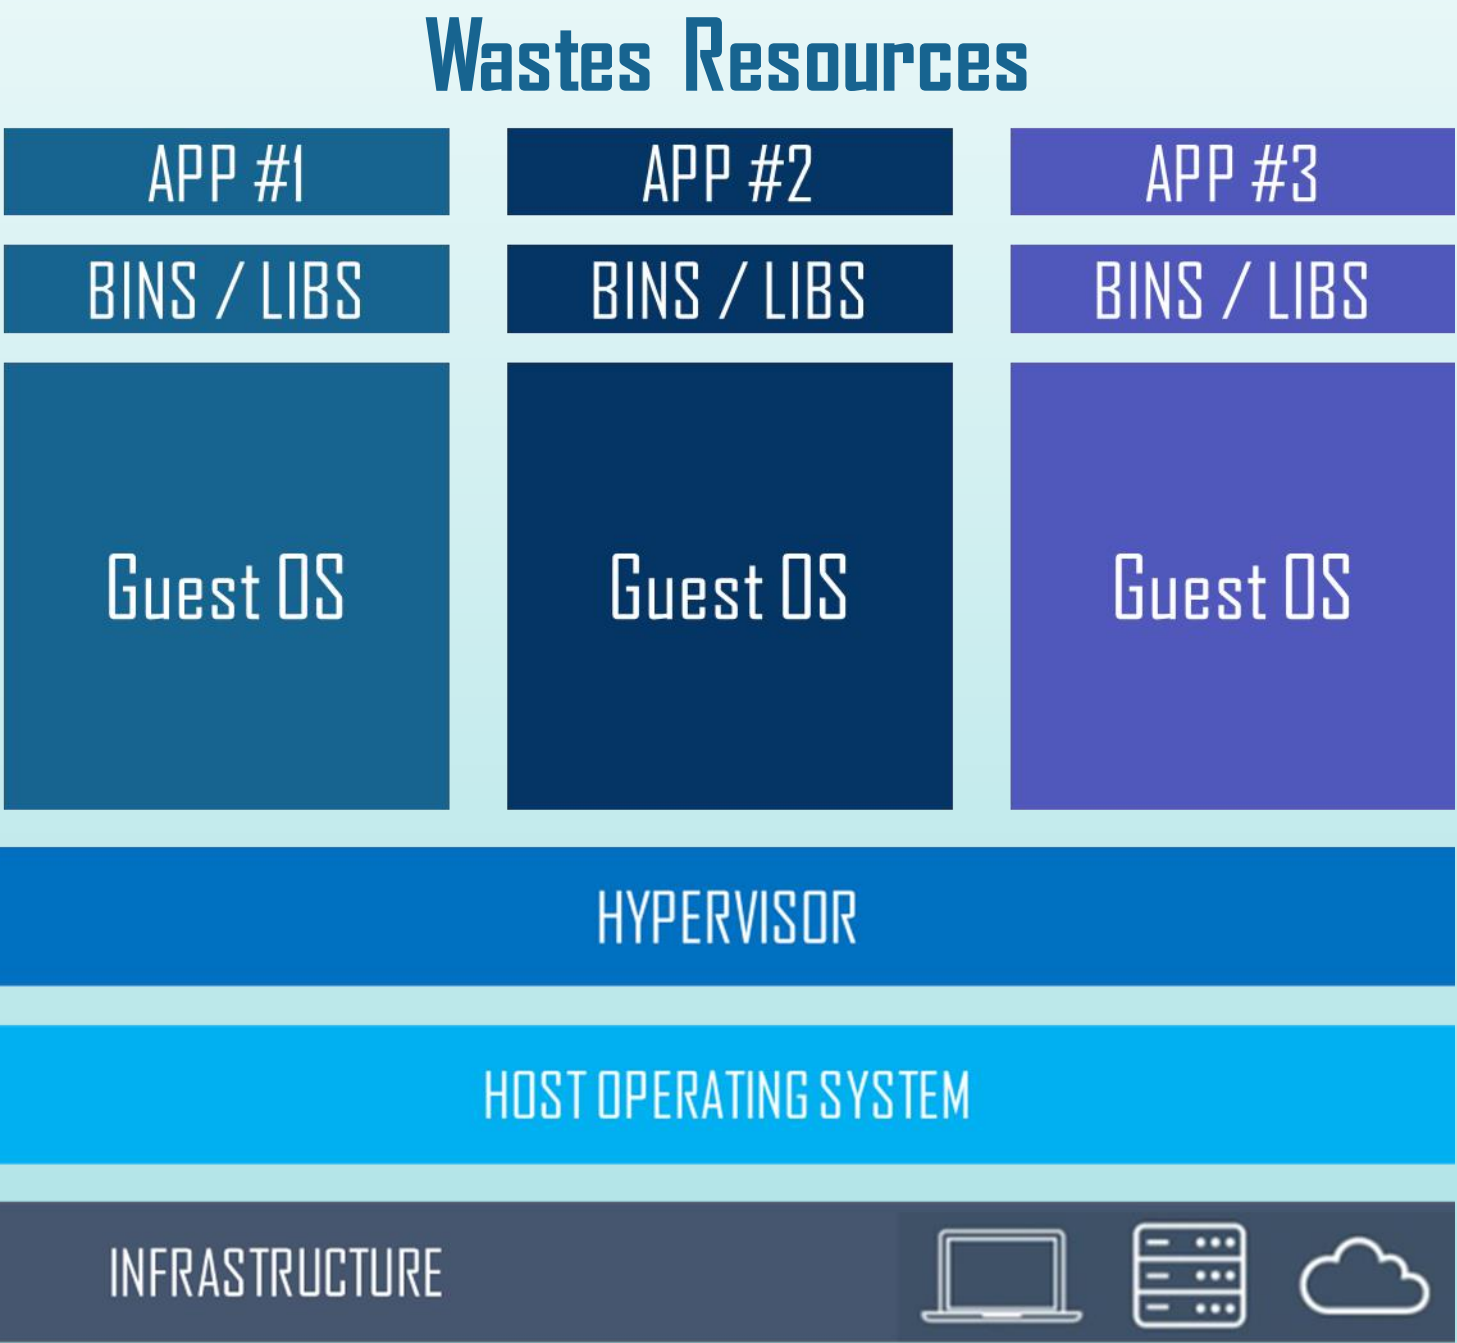 Wastes Resources
APP #1
APP #2
APP #3
BINS / LIBS
BINS / LIBS
BINS / LIBS
Guest OS
Guest OS
Guest OS
HYPERVISOR
HOST OPERATING SYSTEM
INFRASTRUCTURE